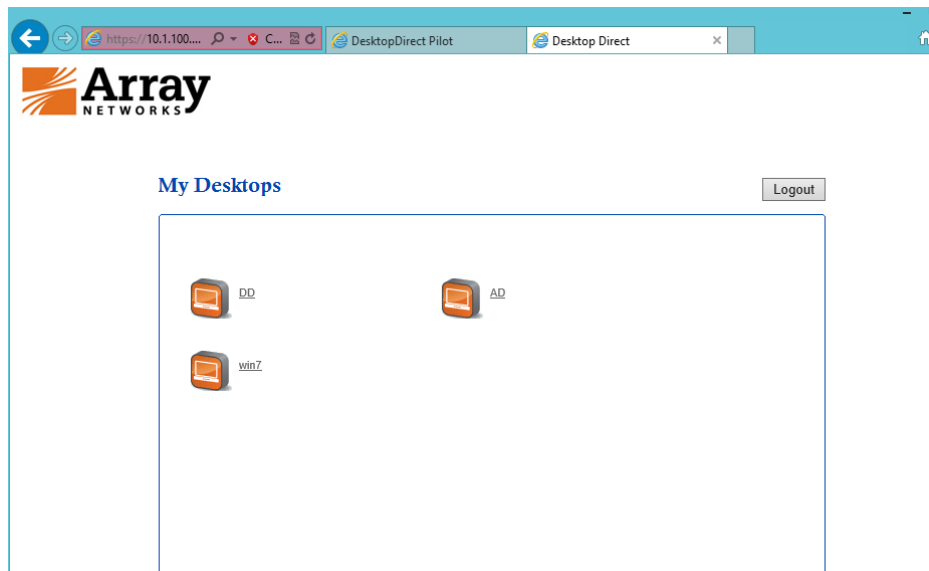 https://10.1.100.... C... DesktopDirect Pilot Desktop Direct
Array
NETWORKS
My Desktops
Logout
DD
AD
win7